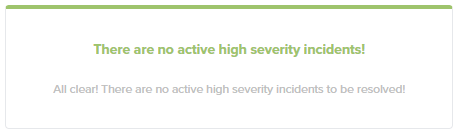 There are no active high severity incidents!
All clear! There are no active high severity incidents to be resolved!